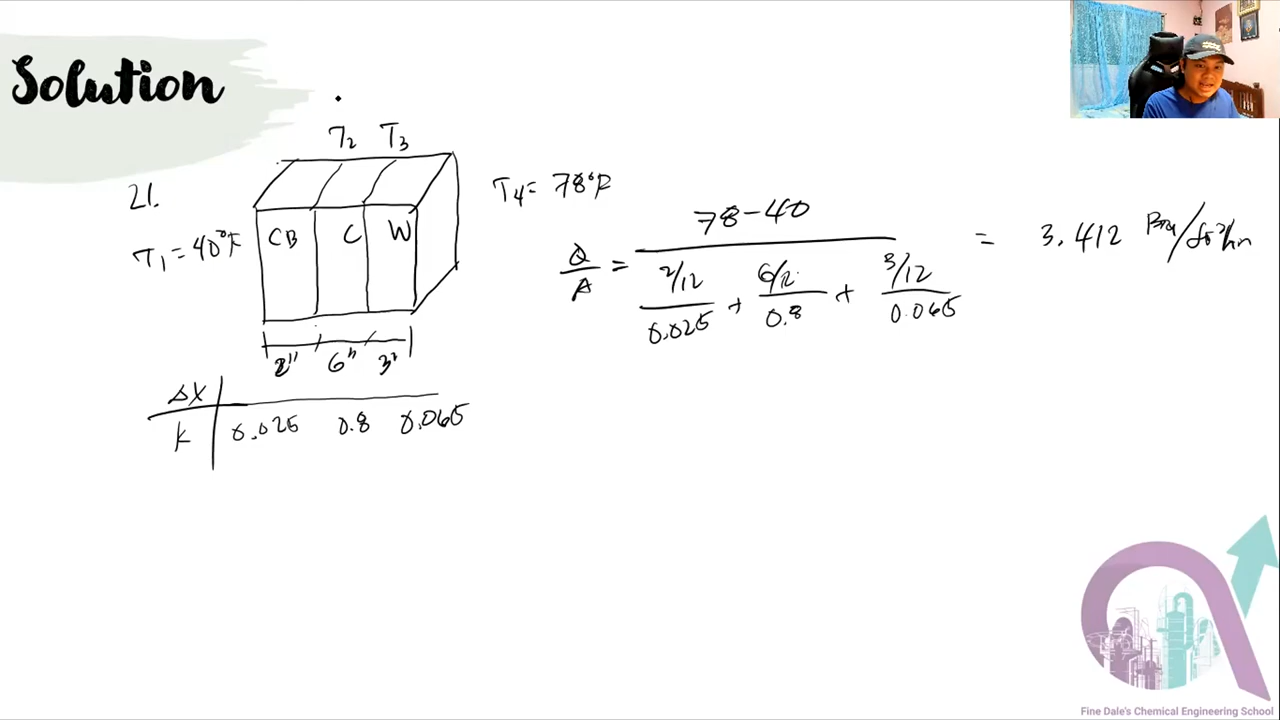 Solution
T2 T3
21.
T1 = 40°F
CB C W
T4 = 78°F
2" 6" 3"
ΔX
k 0.025 0.8 0.065
Q/A = 78-40 / (2/12 / 0.025 + 6/12 / 0.8 + 3/12 / 0.065) = 3.412 Btu/ft²hr
Fine Dale's Chemical Engineering School